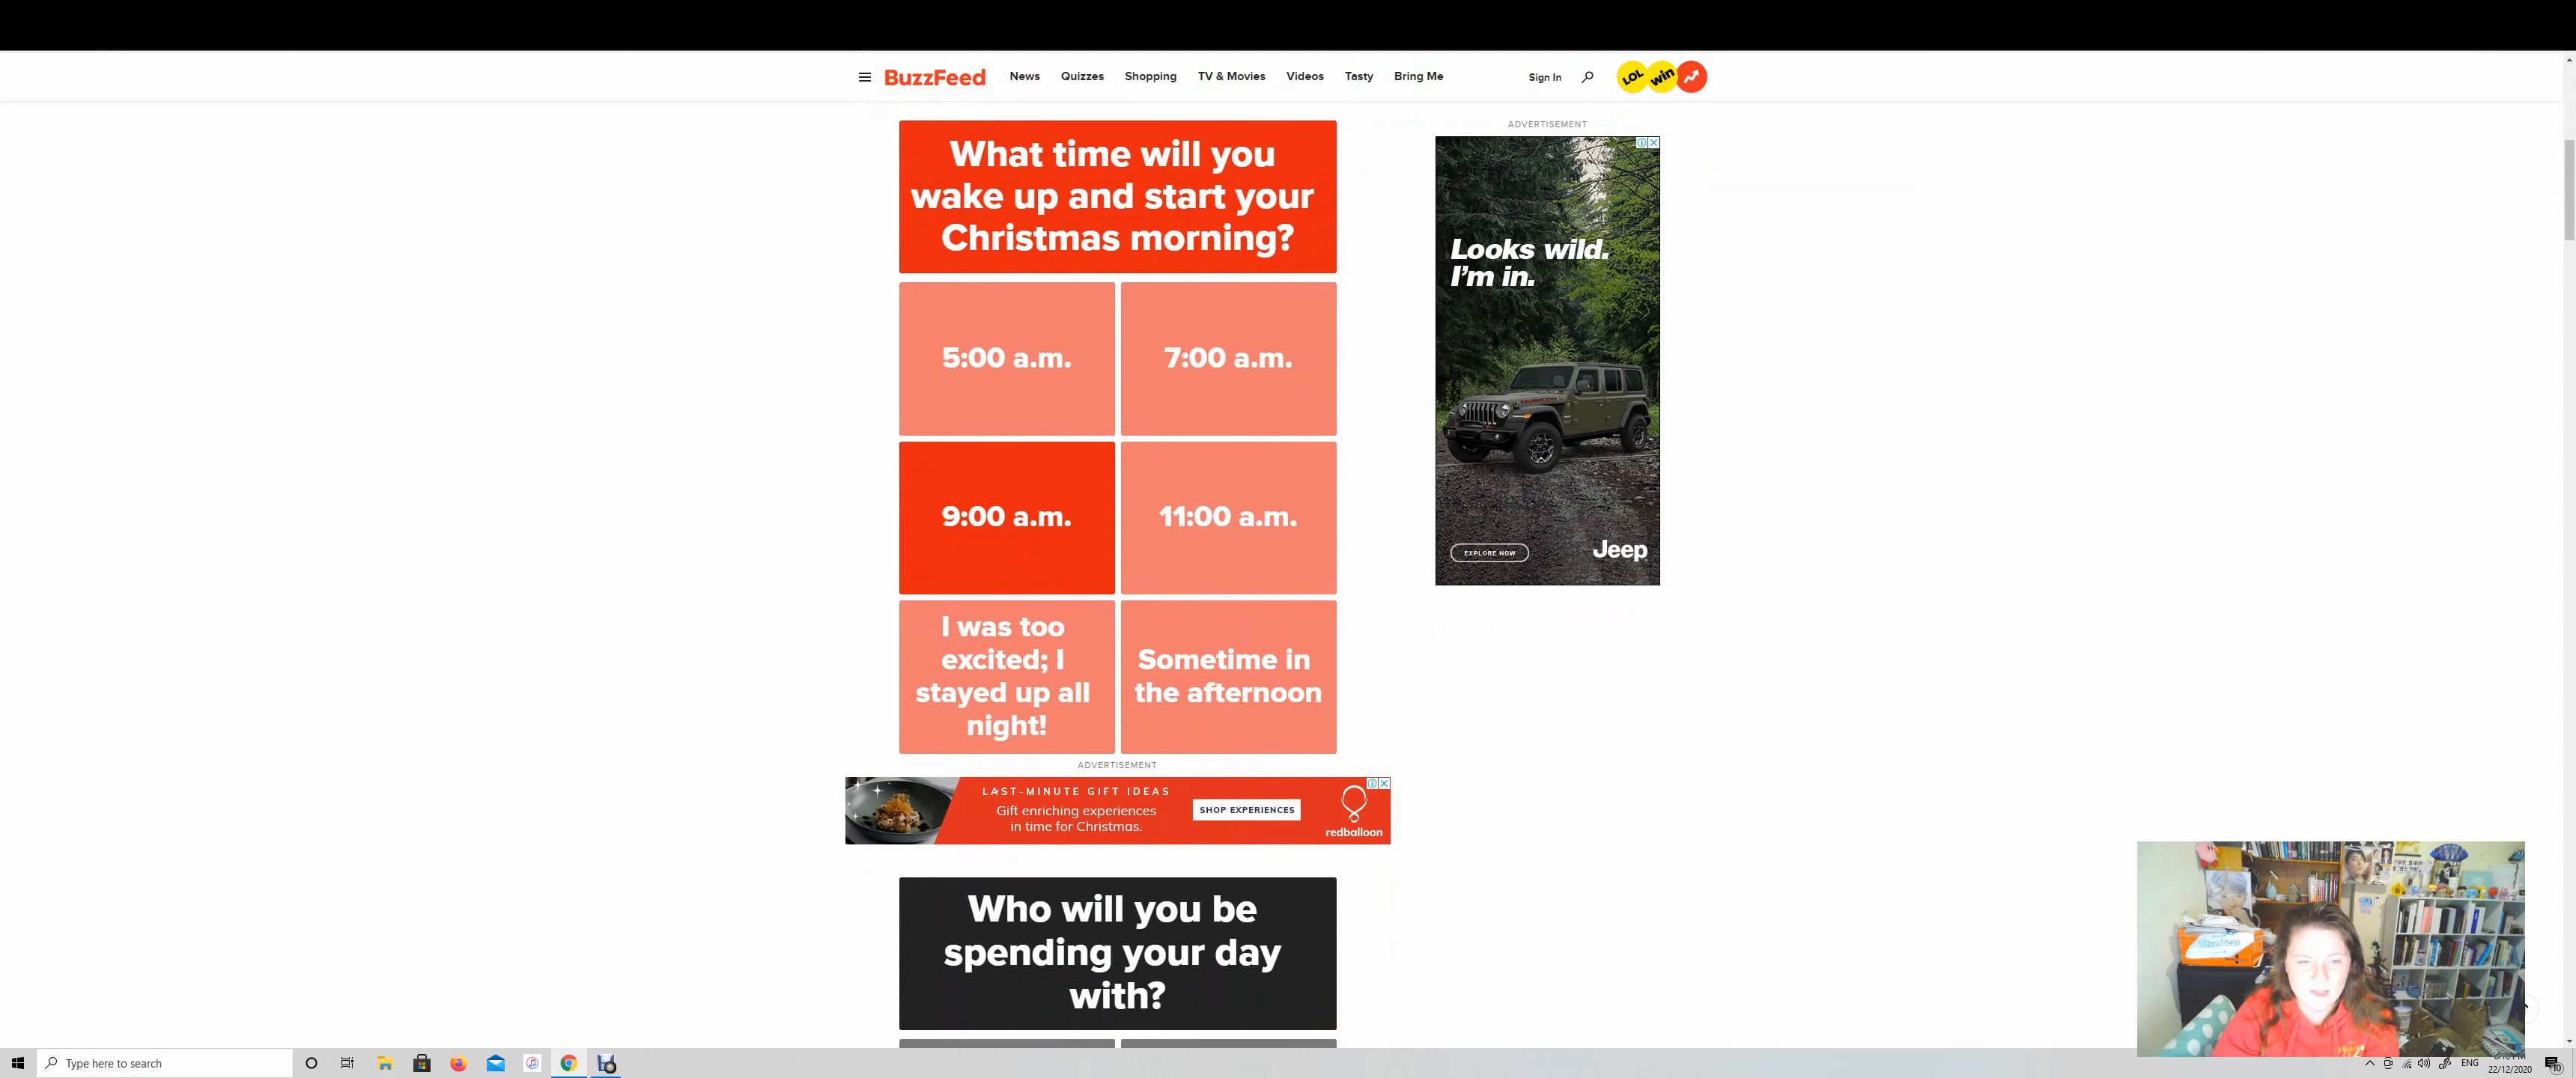 BuzzFeed News Quizzes Shopping TV & Movies Videos Tasty Bring Me Sign In LOL win
What time will you
wake up and start your
Christmas morning?
5:00 a.m.
7:00 a.m.
9:00 a.m.
11:00 a.m.
I was too
excited; I
stayed up all
night!
Sometime in
the afternoon
ADVERTISEMENT
Looks wild.
I'm in.
RUBICON
EXPLORE NOW
Jeep
ADVERTISEMENT
LAST-MINUTE GIFT IDEAS
Gift enriching experiences
in time for Christmas.
SHOP EXPERIENCES
redballoon
Who will you be
spending your day
with?
Type here to search
ENG
22/12/2020
10